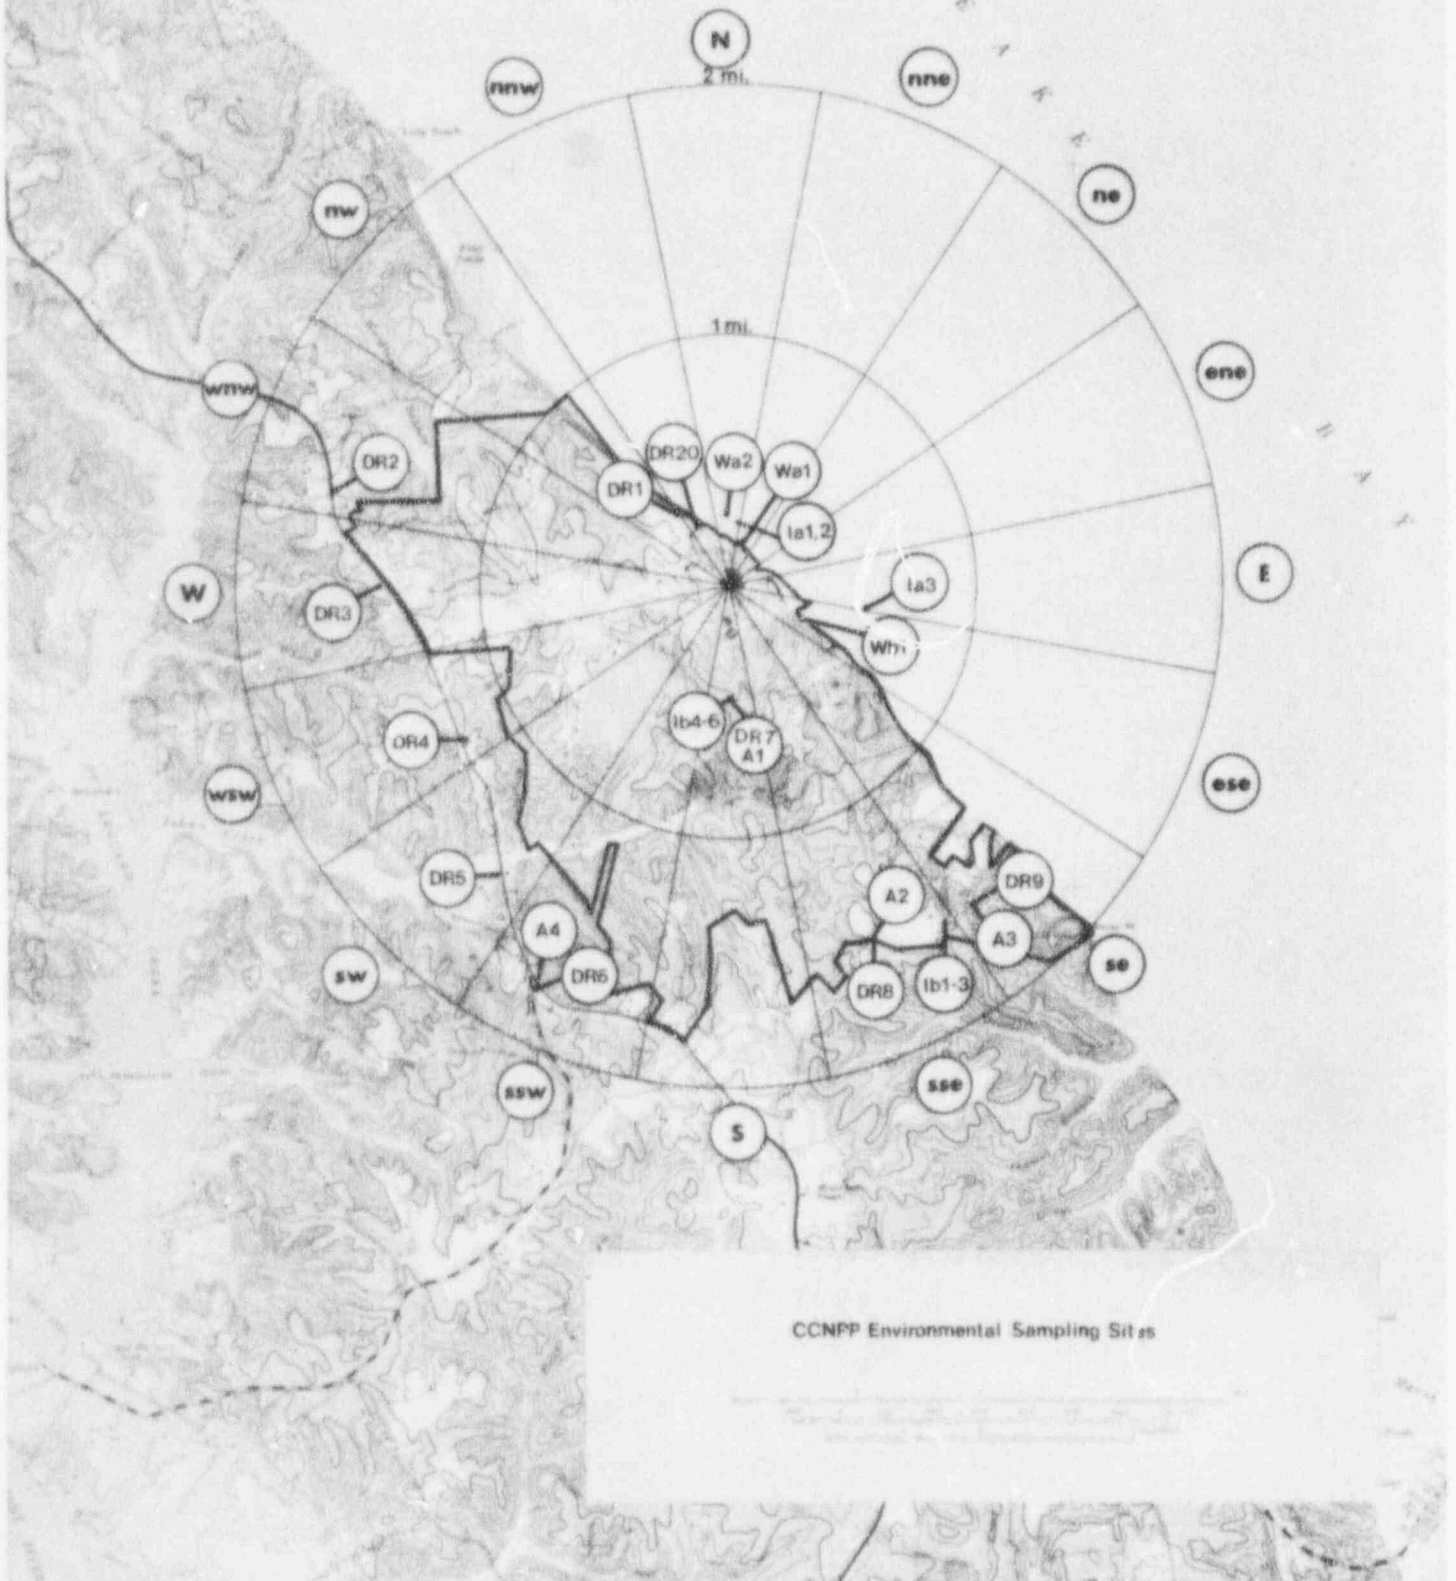 N
2 mi.
nnw
nne
ne
nw
1 mi.
ene
wnw
DR20
Wa2
Wa1
DR2
DR1
Ia1,2
E
Ia3
W
DR3
Wh1
Ib4-6
DR7
A1
DR4
ese
wsw
DR5
A2
DR9
A4
A3
se
sw
DR6
DR8
Ib1-3
ssw
sse
S
CCNPP Environmental Sampling Sites